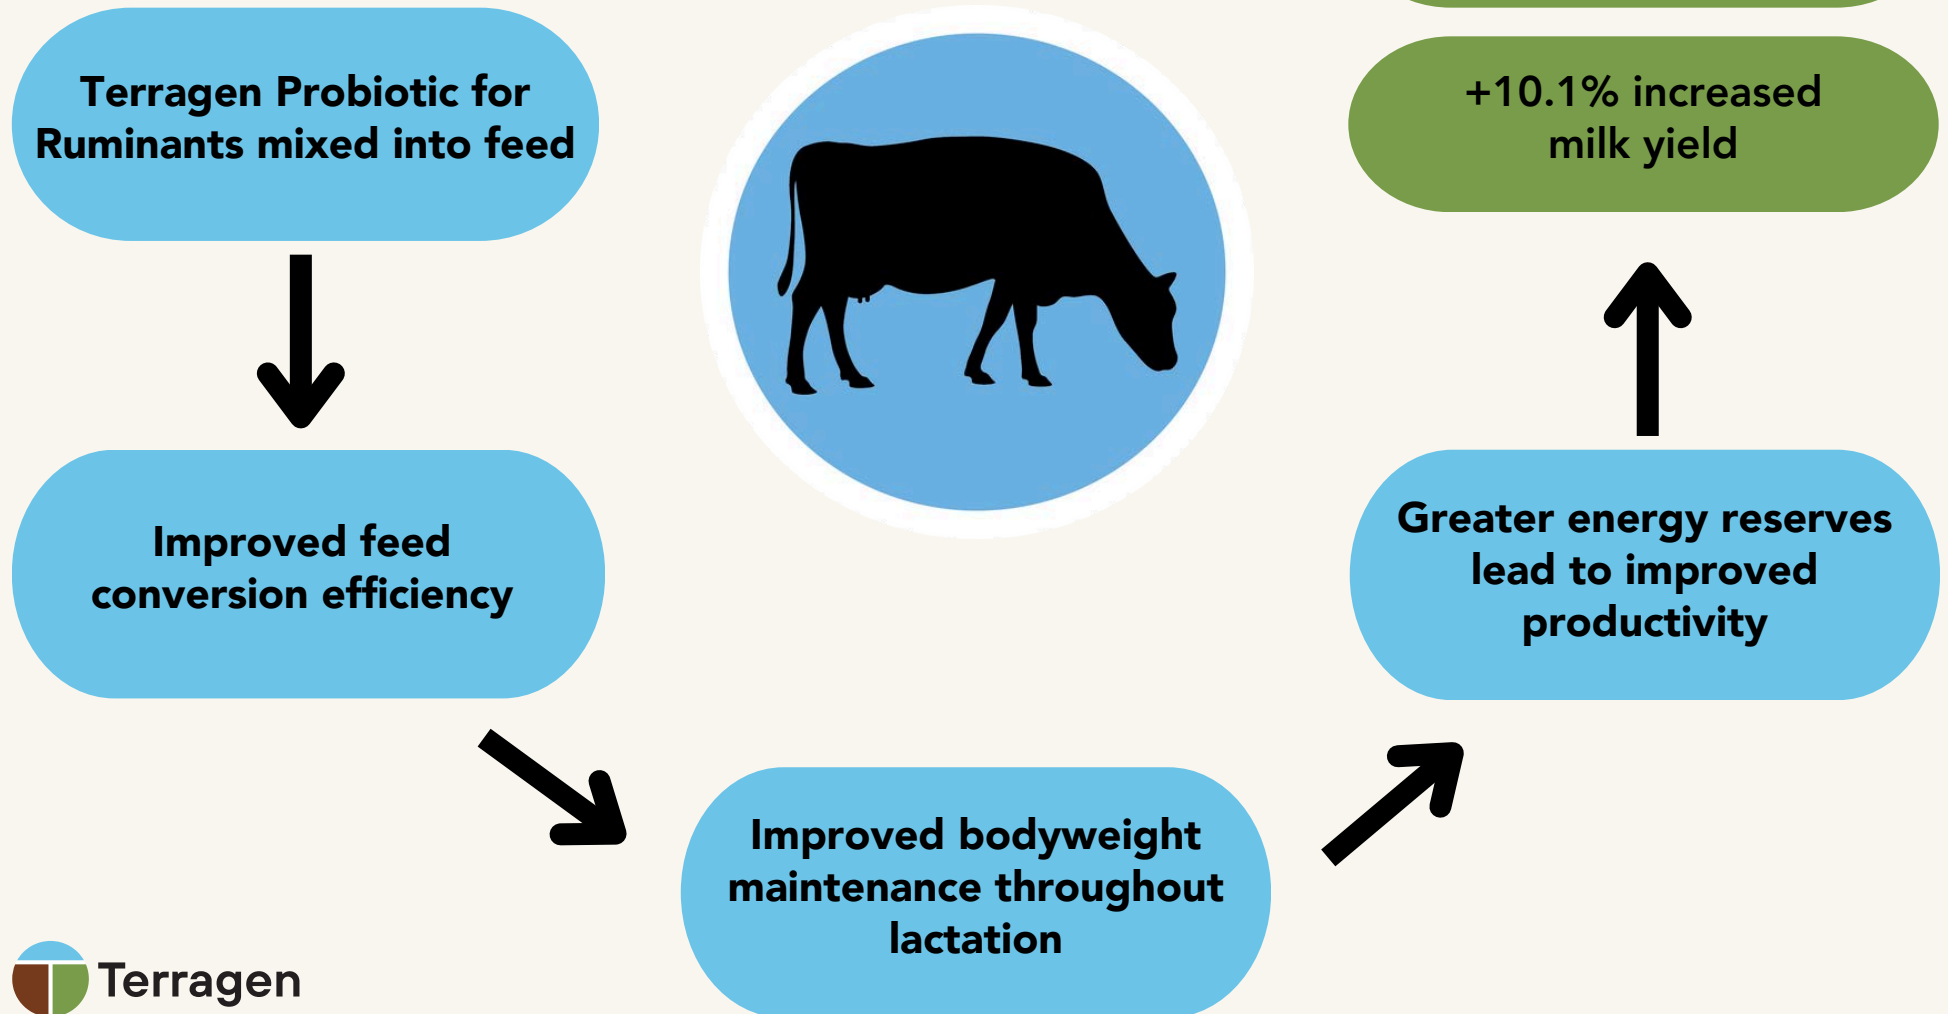 Terragen Probiotic for
Ruminants mixed into feed
Improved feed
conversion efficiency
Improved bodyweight
maintenance throughout
lactation
Greater energy reserves
lead to improved
productivity
+10.1% increased
milk yield
Terragen